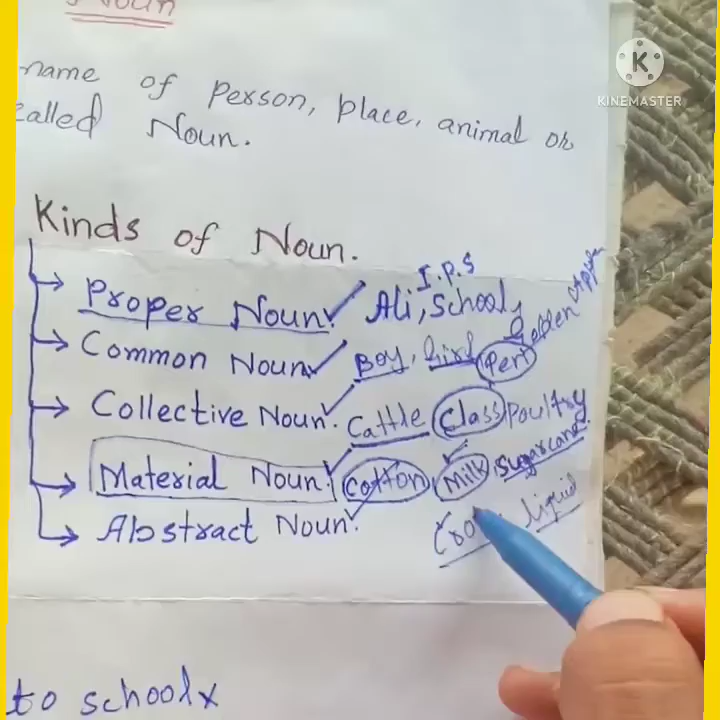 Noun
name of person, place, animal or
called Noun.
Kinds of Noun.
I.P.S
Proper Noun Ali, School,
Golden Apple
Common Noun Boy, Girl Pen
Collective Noun. Cattle Class Poultry
Material Noun. Cotton Milk Sugarcane.
Abstract Noun. liquid
to school x
K
KINEMASTER